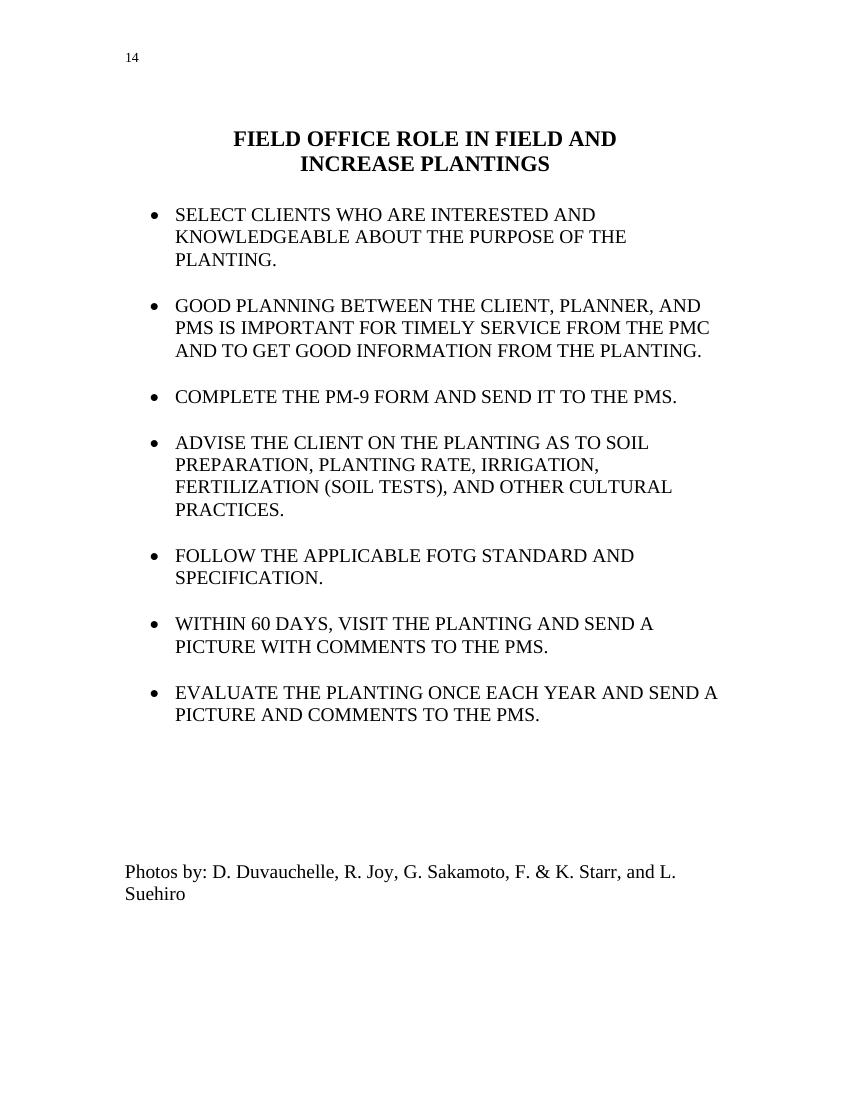 14
FIELD OFFICE ROLE IN FIELD AND
INCREASE PLANTINGS
• SELECT CLIENTS WHO ARE INTERESTED AND
KNOWLEDGEABLE ABOUT THE PURPOSE OF THE
PLANTING.
• GOOD PLANNING BETWEEN THE CLIENT, PLANNER, AND
PMS IS IMPORTANT FOR TIMELY SERVICE FROM THE PMC
AND TO GET GOOD INFORMATION FROM THE PLANTING.
• COMPLETE THE PM-9 FORM AND SEND IT TO THE PMS.
• ADVISE THE CLIENT ON THE PLANTING AS TO SOIL
PREPARATION, PLANTING RATE, IRRIGATION,
FERTILIZATION (SOIL TESTS), AND OTHER CULTURAL
PRACTICES.
• FOLLOW THE APPLICABLE FOTG STANDARD AND
SPECIFICATION.
• WITHIN 60 DAYS, VISIT THE PLANTING AND SEND A
PICTURE WITH COMMENTS TO THE PMS.
• EVALUATE THE PLANTING ONCE EACH YEAR AND SEND A
PICTURE AND COMMENTS TO THE PMS.
Photos by: D. Duvauchelle, R. Joy, G. Sakamoto, F. & K. Starr, and L.
Suehiro